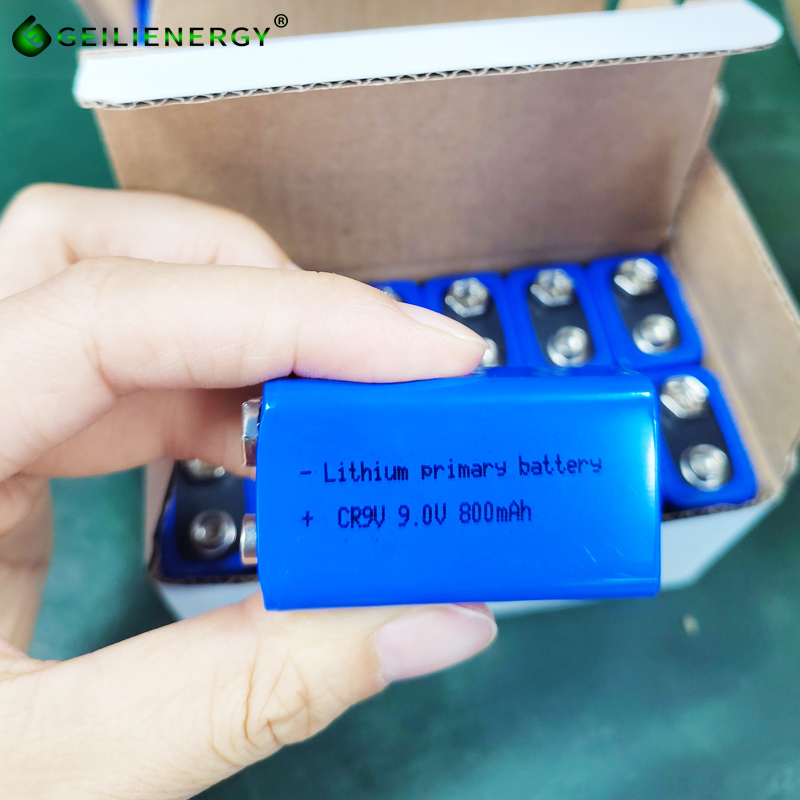 GEILIENERGY®
- Lithium primary battery
+ CR9V 9.0V 800mAh